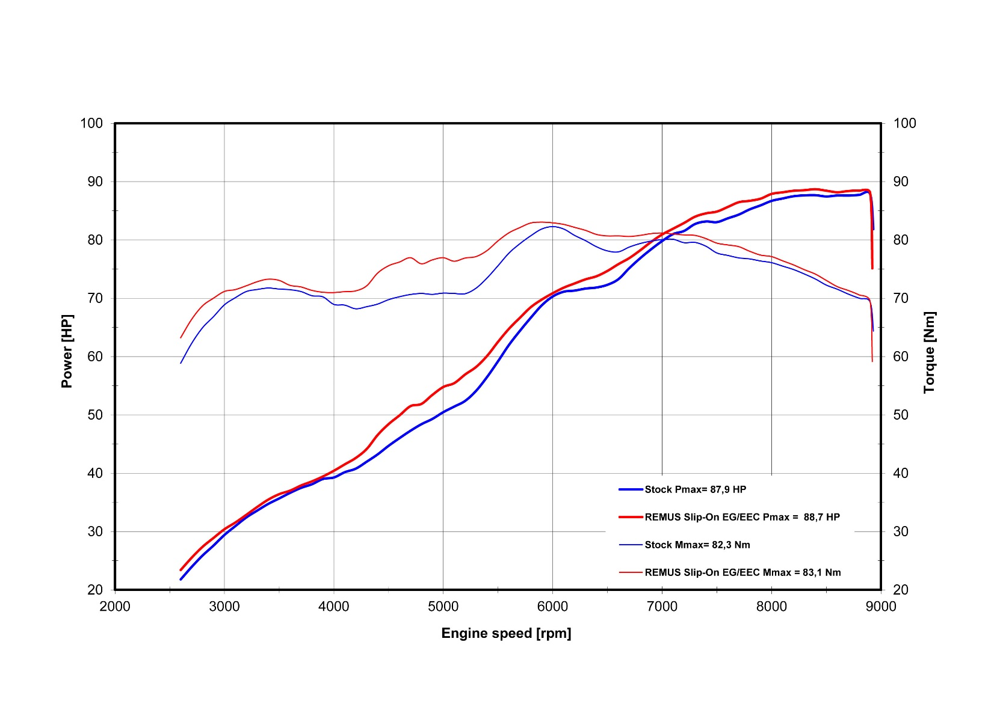 100
90
80
70
60
50
40
30
20
Power [HP]
100
90
80
70
60
50
40
30
20
Torque [Nm]
Stock Pmax= 87,9 HP
REMUS Slip-On EG/EEC Pmax =  88,7 HP
Stock Mmax= 82,3 Nm
REMUS Slip-On EG/EEC Mmax = 83,1 Nm
2000 3000 4000 5000 6000 7000 8000 9000
Engine speed [rpm]